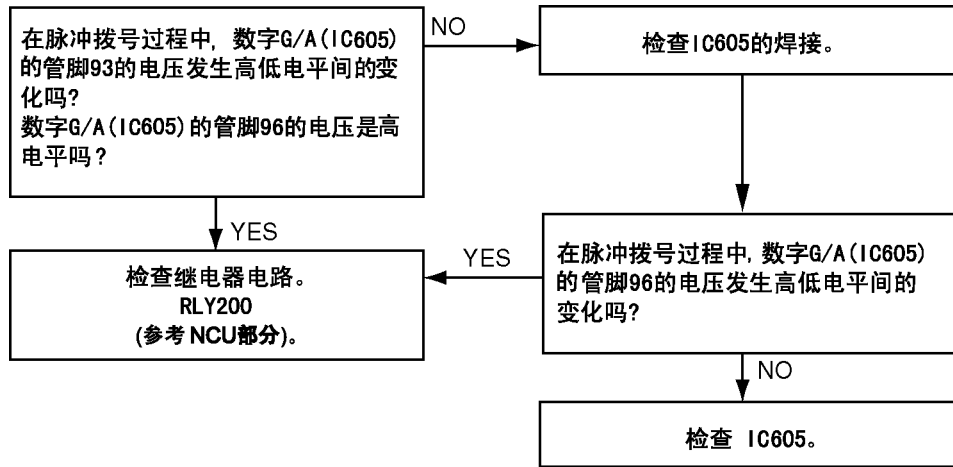 在脉冲拨号过程中, 数字G/A(IC605)
的管脚93的电压发生高低电平间的变
化吗?
数字G/A(IC605)的管脚96的电压是高
电平吗?
NO
检查IC605的焊接。
YES
检查继电器电路。
RLY200
(参考 NCU部分)。
YES
在脉冲拨号过程中, 数字G/A(IC605)
的管脚96的电压发生高低电平间的
变化吗?
NO
检查 IC605。